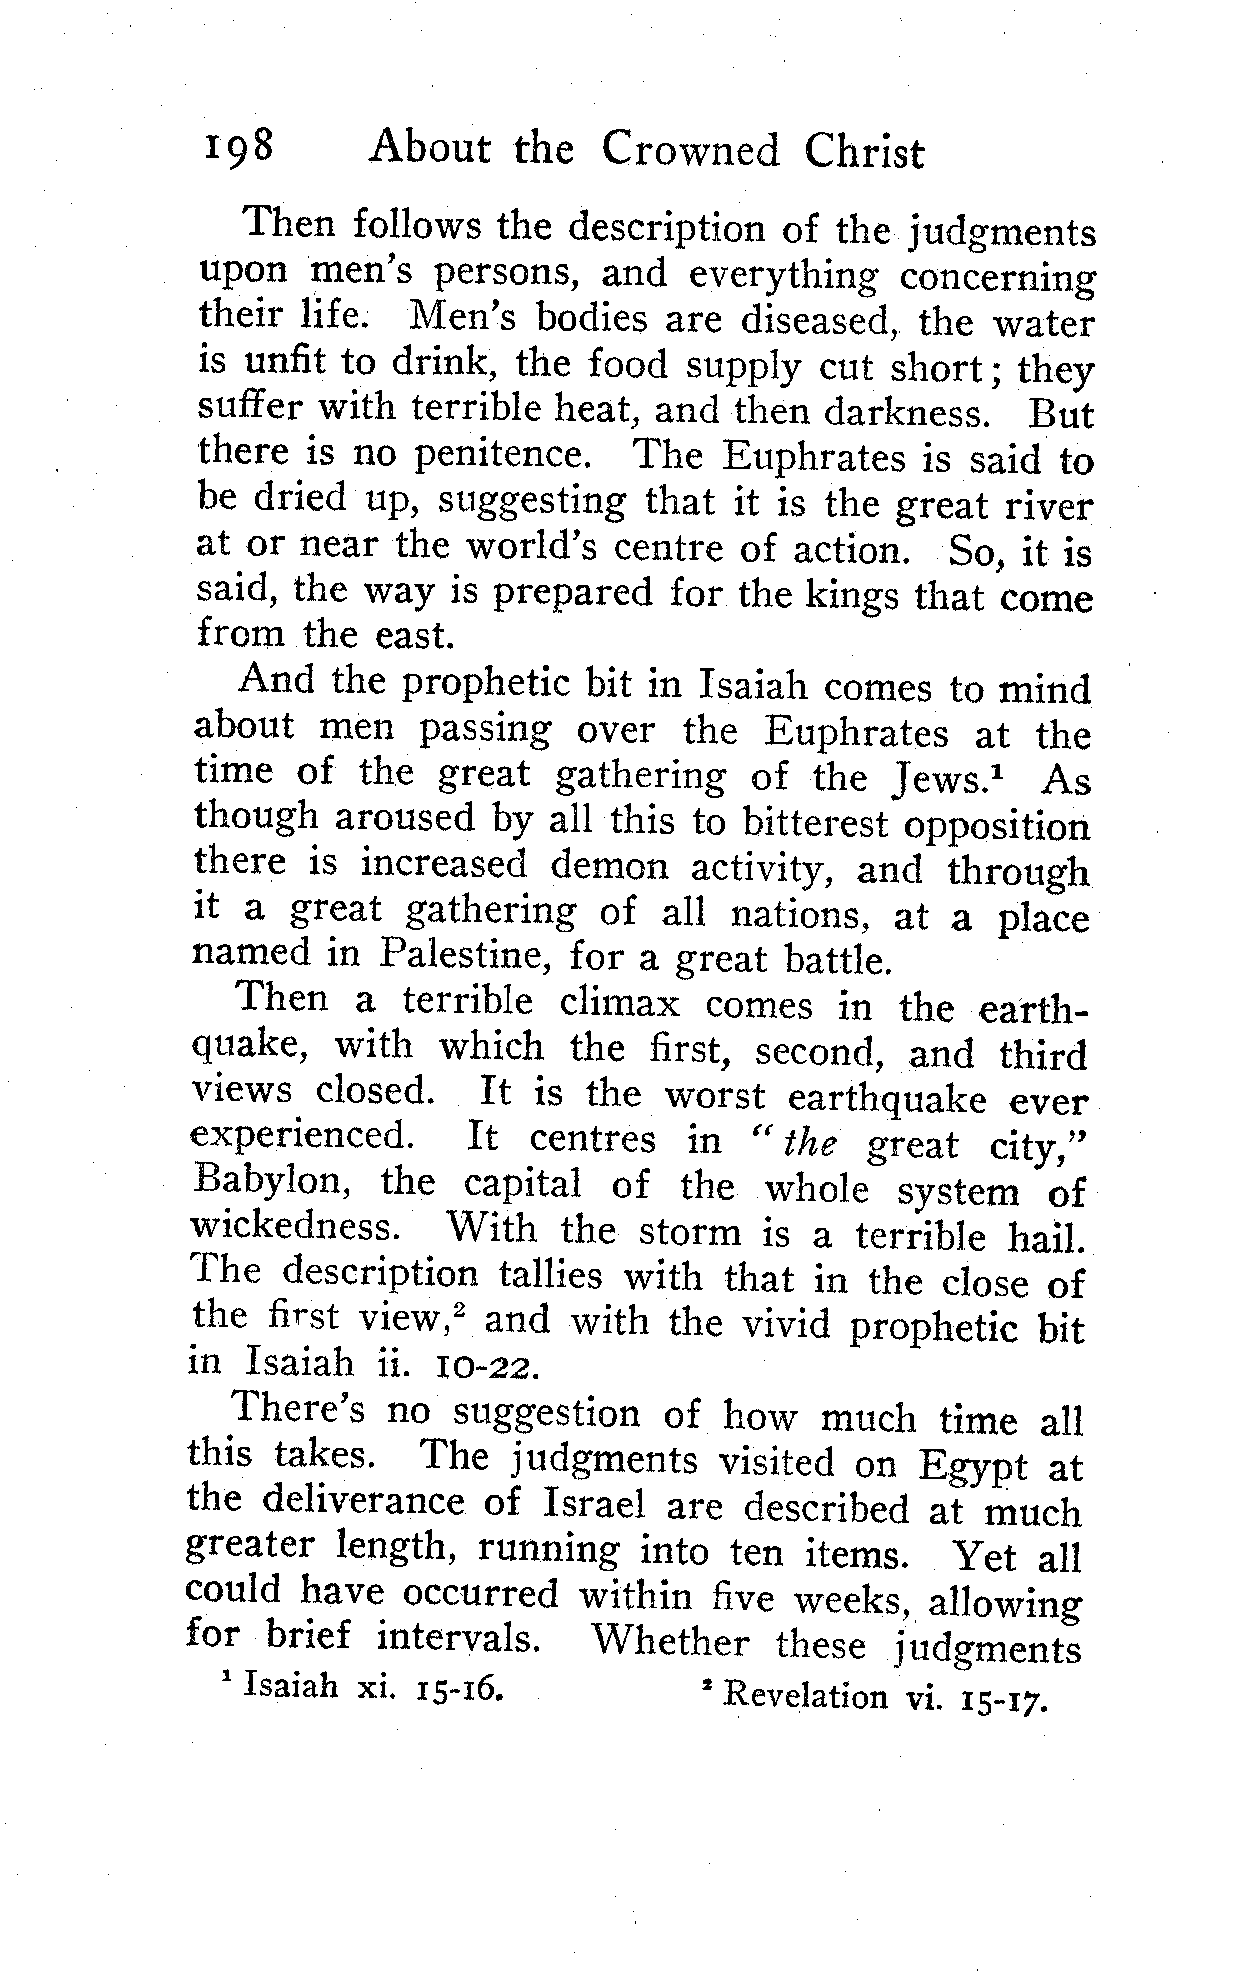 198 About the Crowned Christ
Then follows the description of the judgments
upon men's persons, and everything concerning
their life. Men's bodies are diseased, the water
is unfit to drink, the food supply cut short; they
suffer with terrible heat, and then darkness. But
there is no penitence. The Euphrates is said to
be dried up, suggesting that it is the great river
at or near the world's centre of action. So, it is
said, the way is prepared for the kings that come
from the east.
And the prophetic bit in Isaiah comes to mind
about men passing over the Euphrates at the
time of the great gathering of the Jews.¹ As
though aroused by all this to bitterest opposition
there is increased demon activity, and through
it a great gathering of all nations, at a place
named in Palestine, for a great battle.
Then a terrible climax comes in the earth-
quake, with which the first, second, and third
views closed. It is the worst earthquake ever
experienced. It centres in "the great city,"
Babylon, the capital of the whole system of
wickedness. With the storm is a terrible hail.
The description tallies with that in the close of
the first view,² and with the vivid prophetic bit
in Isaiah ii. 10-22.
There's no suggestion of how much time all
this takes. The judgments visited on Egypt at
the deliverance of Israel are described at much
greater length, running into ten items. Yet all
could have occurred within five weeks, allowing
for brief intervals. Whether these judgments
¹ Isaiah xi. 15-16. ² Revelation vi. 15-17.